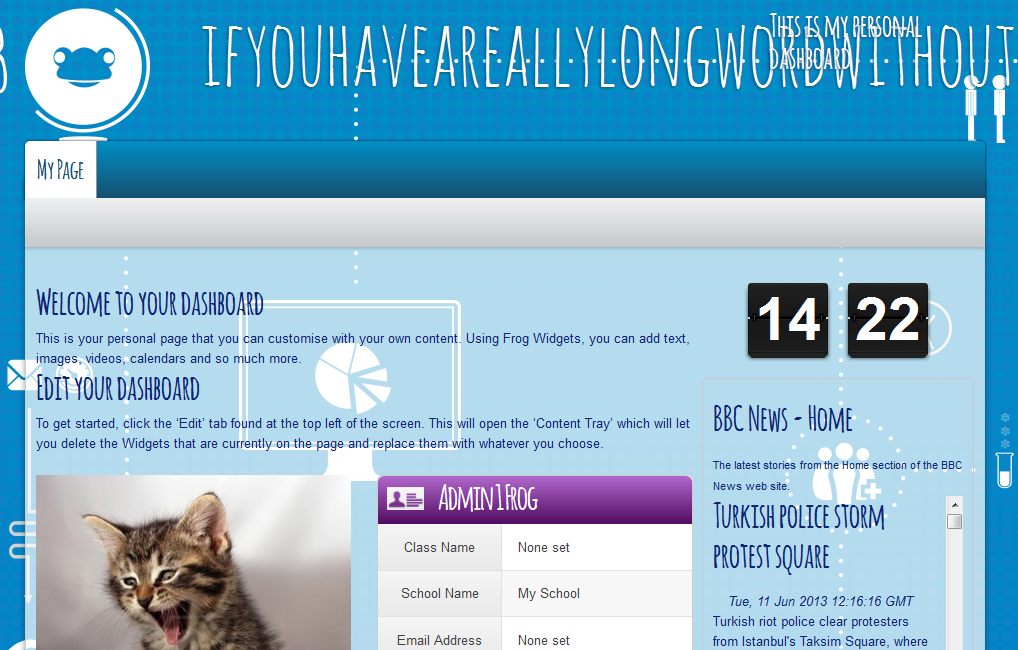 IFYOUHAVEAREALLYLONGWORDWITHOUT
THIS IS MY PERSONAL
DASHBOARD
MY PAGE
WELCOME TO YOUR DASHBOARD
This is your personal page that you can customise with your own content. Using Frog Widgets, you can add text,
images, videos, calendars and so much more.
EDIT YOUR DASHBOARD
To get started, click the ‘Edit’ tab found at the top left of the screen. This will open the ‘Content Tray’ which will let
you delete the Widgets that are currently on the page and replace them with whatever you choose.
14 22
BBC NEWS - HOME
The latest stories from the Home section of the BBC
News web site.
TURKISH POLICE STORM
PROTEST SQUARE
Tue, 11 Jun 2013 12:16:16 GMT
Turkish riot police clear protesters
from Istanbul's Taksim Square, where
ADMIN1FROG
Class Name None set
School Name My School
Email Address None set